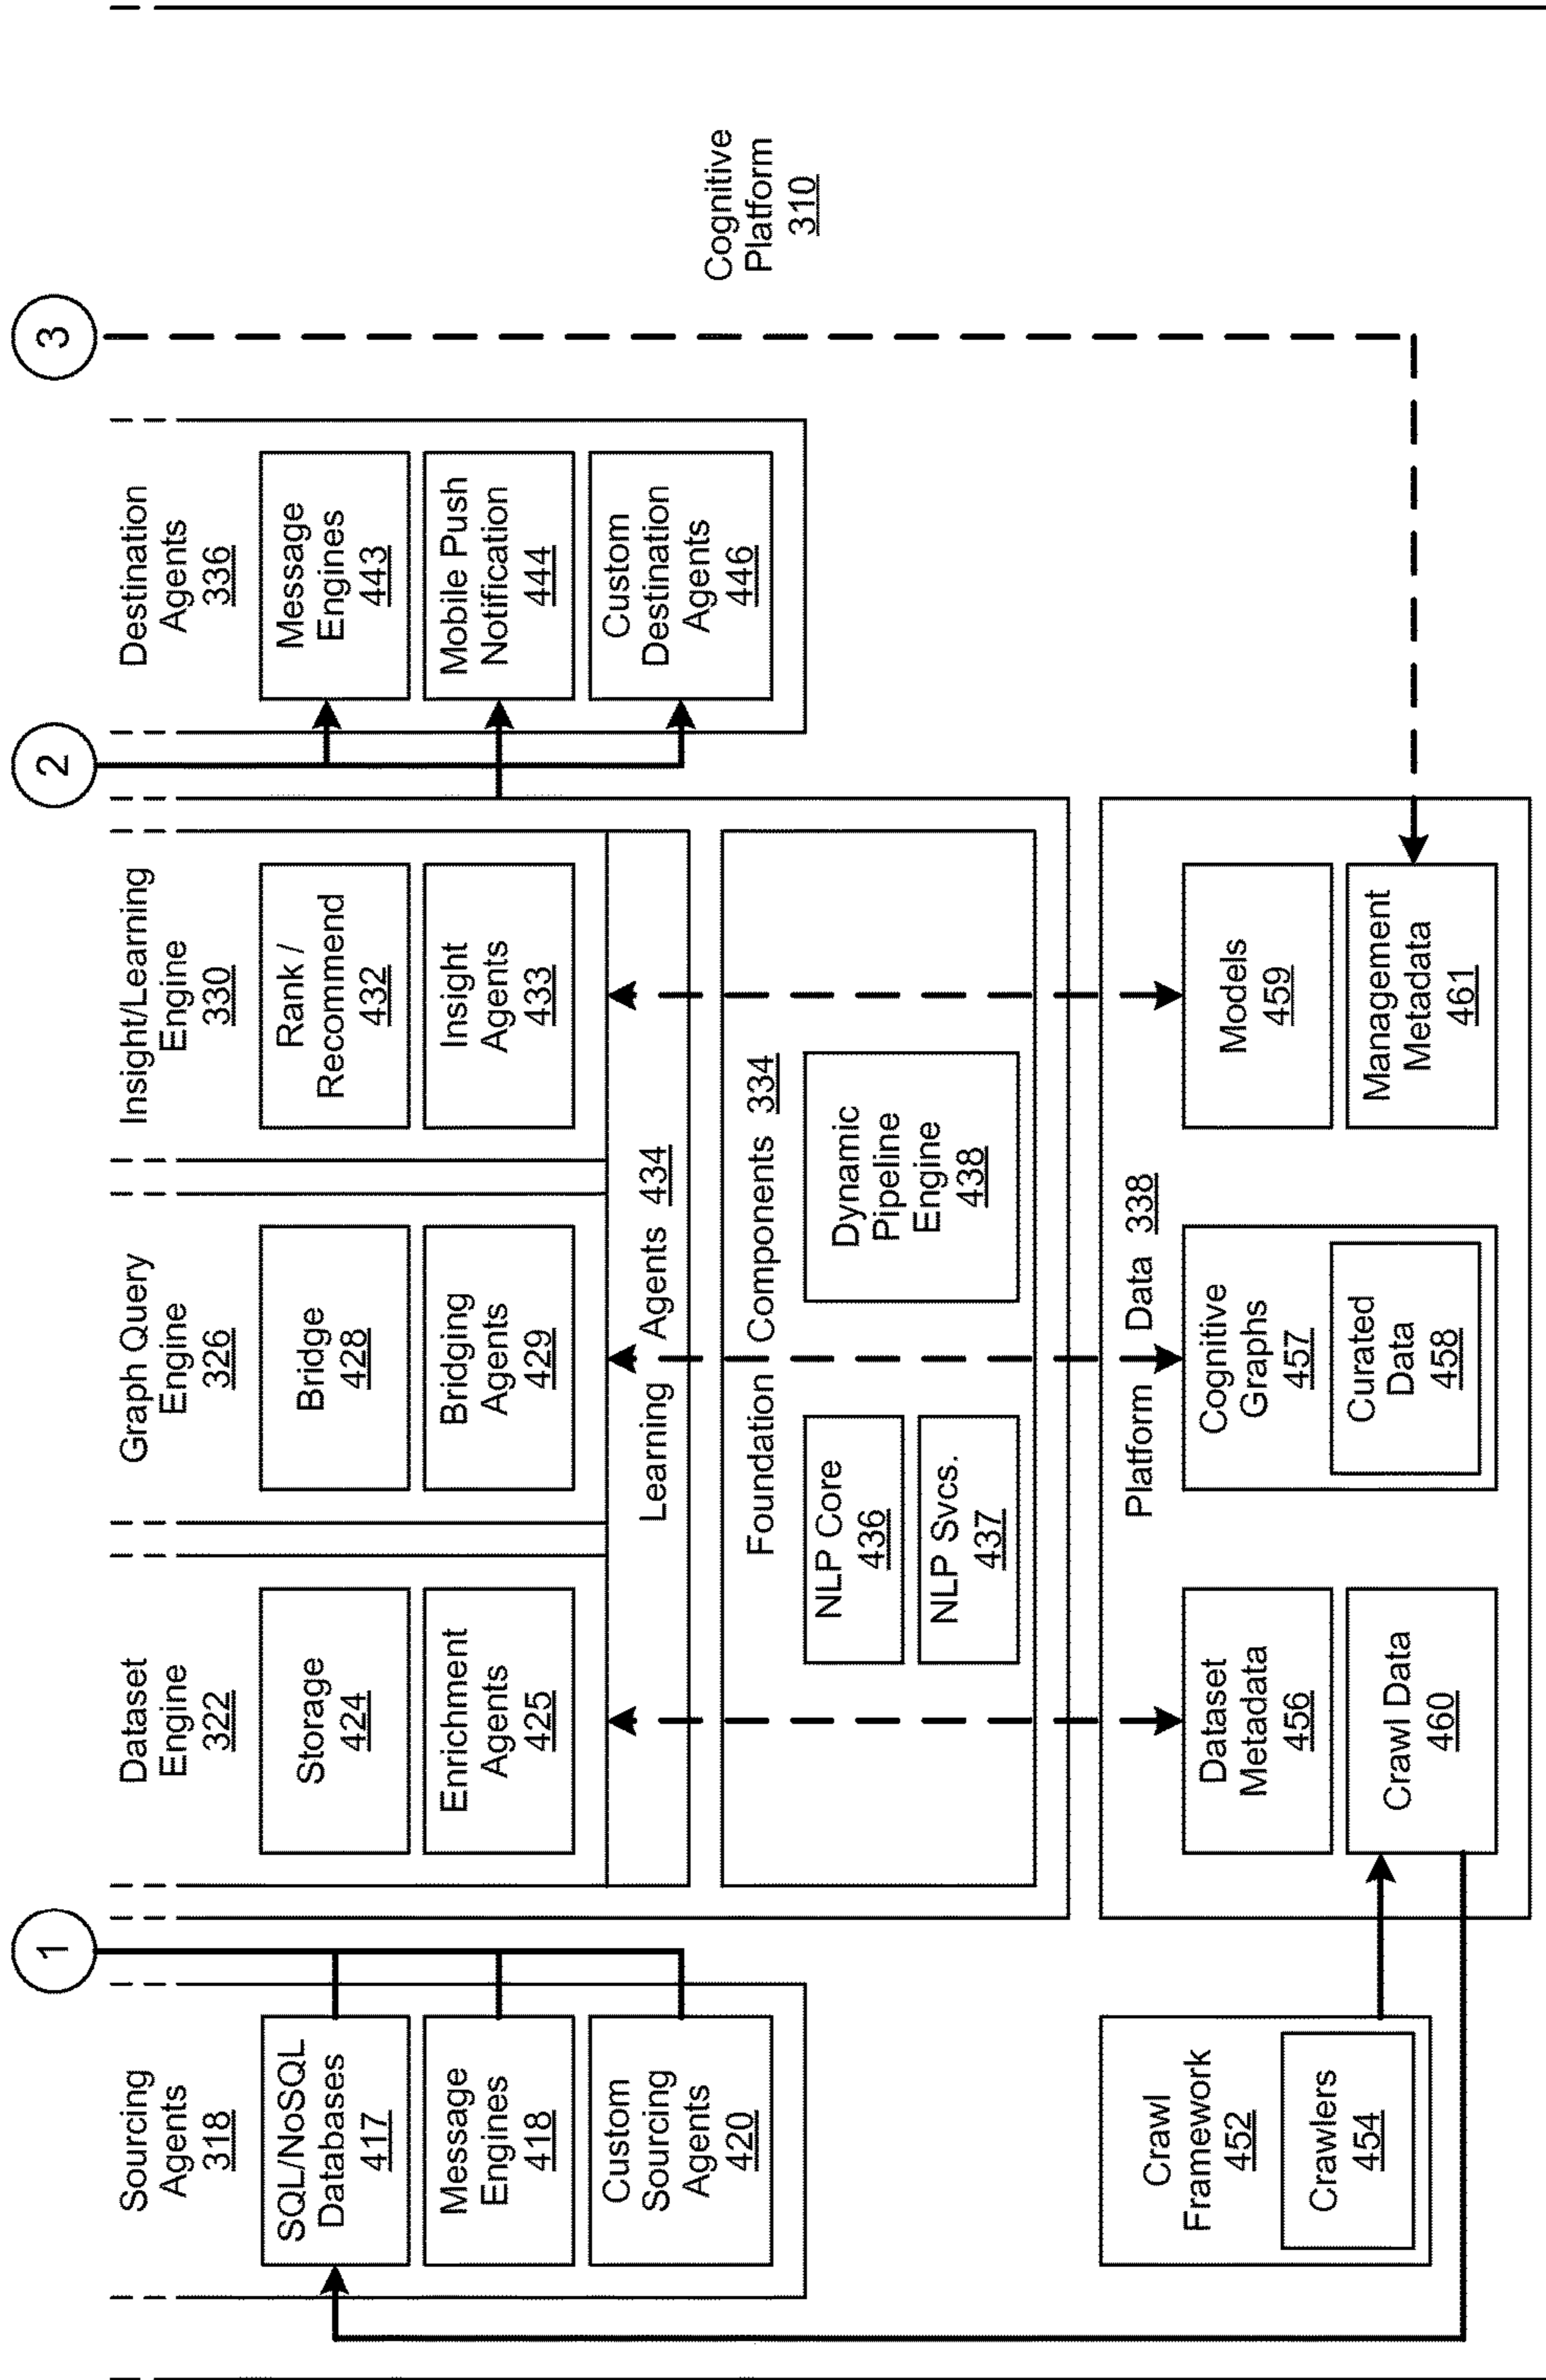 1
2
3
Sourcing
Agents
318
SQL/NoSQL
Databases
417
Message
Engines
418
Custom
Sourcing
Agents
420
Dataset
Engine
322
Storage
424
Enrichment
Agents
425
Graph Query
Engine
326
Bridge
428
Bridging
Agents
429
Insight/Learning
Engine
330
Rank /
Recommend
432
Insight
Agents
433
Learning Agents 434
Foundation Components 334
NLP Core
436
NLP Svcs.
437
Dynamic
Pipeline
Engine
438
Destination
Agents
336
Message
Engines
443
Mobile Push
Notification
444
Custom
Destination
Agents
446
Cognitive
Platform
310
Crawl
Framework
452
Crawlers
454
Platform Data 338
Dataset
Metadata
456
Crawl Data
460
Cognitive
Graphs
457
Curated
Data
458
Models
459
Management
Metadata
461